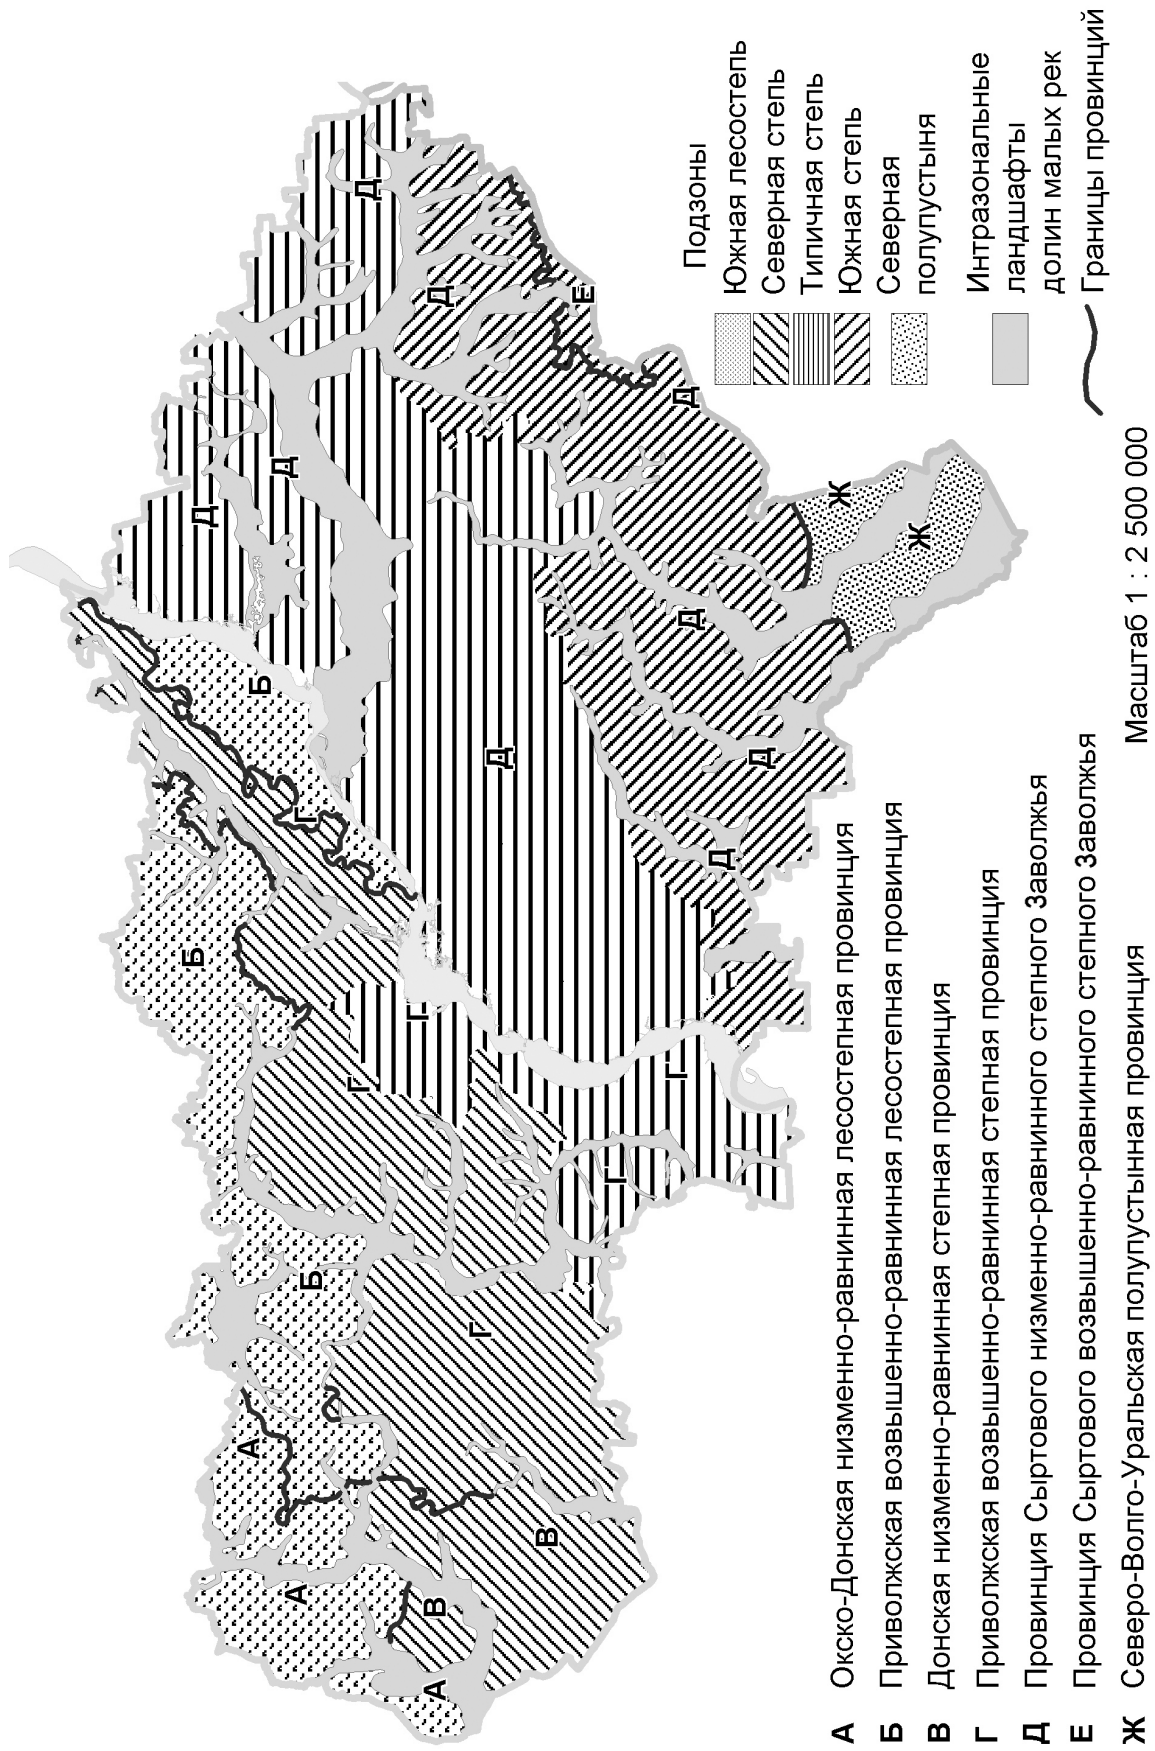 Б
Д
А
Б
Д
А
Г
Б
Г
Д
Г
А
В
Д
Г
Д
В
Е
Г
Г
Д
Д
Д
Д
Ж
Ж
Подзоны
Южная лесостепь
Северная степь
Типичная степь
Южная степь
Северная
полупустыня
Интразональные
ландшафты
долин малых рек
Границы провинций
А Окско-Донская низменно-равнинная лесостепная провинция
Б Приволжская возвышенно-равнинная лесостепная провинция
В Донская низменно-равнинная степная провинция
Г Приволжская возвышенно-равнинная степная провинция
Д Провинция Сыртового низменно-равнинного степного Заволжья
Е Провинция Сыртового возвышенно-равнинного степного Заволжья
Ж Северо-Волго-Уральская полупустынная провинция
Масштаб 1 : 2 500 000